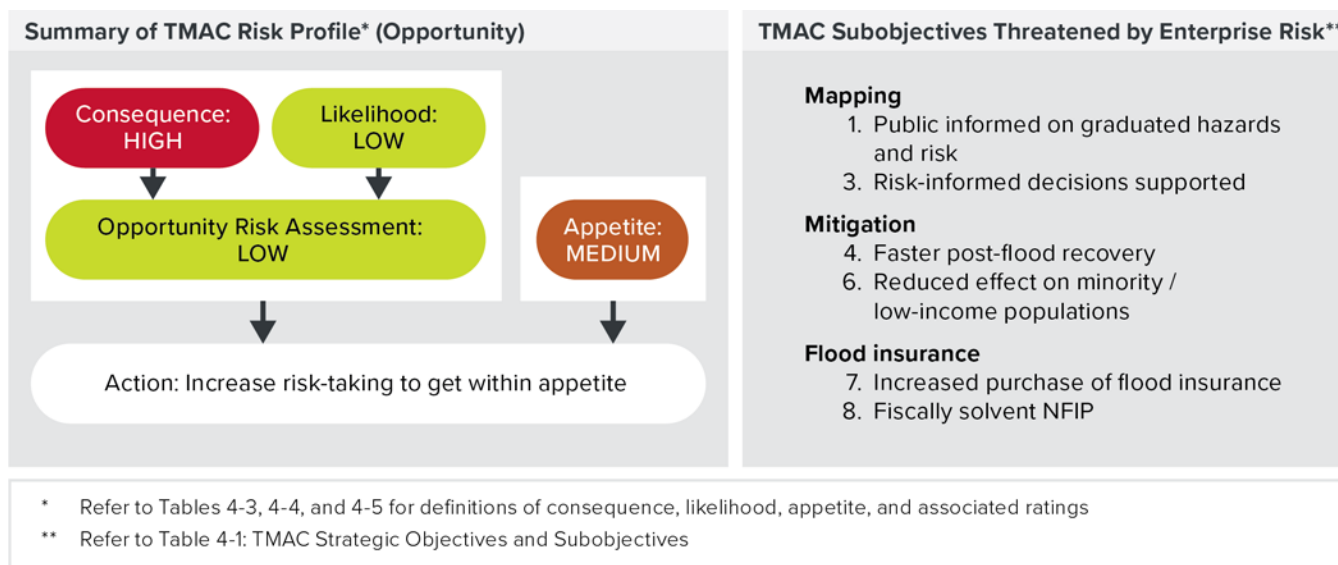 Summary of TMAC Risk Profile* (Opportunity)
Consequence:
HIGH
Likelihood:
LOW
Opportunity Risk Assessment:
LOW
Appetite:
MEDIUM
Action: Increase risk-taking to get within appetite
TMAC Subobjectives Threatened by Enterprise Risk**
Mapping
1. Public informed on graduated hazards
and risk
3. Risk-informed decisions supported
Mitigation
4. Faster post-flood recovery
6. Reduced effect on minority /
low-income populations
Flood insurance
7. Increased purchase of flood insurance
8. Fiscally solvent NFIP
* Refer to Tables 4-3, 4-4, and 4-5 for definitions of consequence, likelihood, appetite, and associated ratings
** Refer to Table 4-1: TMAC Strategic Objectives and Subobjectives